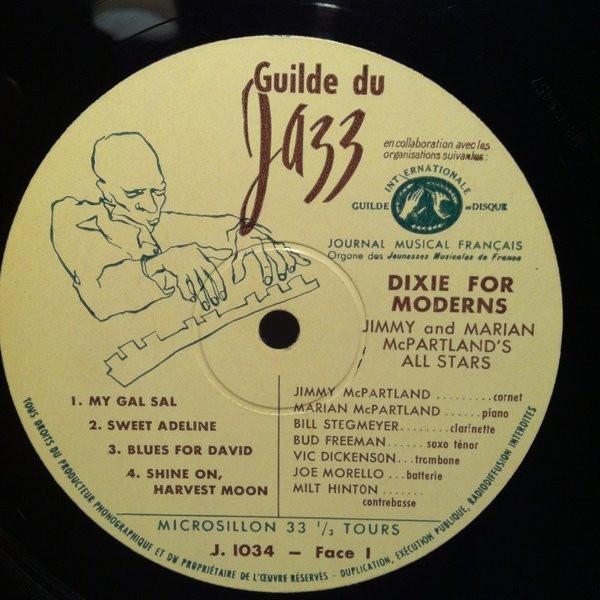 Guilde du
Jazz
en collaboration avec les
organisations suivantes :
INTERNATIONALE
GUILDE DU DISQUE
JOURNAL MUSICAL FRANÇAIS
Organe des Jeunesses Musicales de France
DIXIE FOR
MODERNS
JIMMY and MARIAN
McPARTLAND'S
ALL STARS
1. MY GAL SAL
2. SWEET ADELINE
3. BLUES FOR DAVID
4. SHINE ON,
HARVEST MOON
JIMMY McPARTLAND .........cornet
MARIAN McPARTLAND ......piano
BILL STEGMEYER...clarinette
BUD FREEMAN..... saxo ténor
VIC DICKENSON...trombone
JOE MORELLO ...batterie
MILT HINTON .......
contrebasse
MICROSILLON 33 1/3 TOURS
J. 1034 — Face 1
TOUS DROITS DU PRODUCTEUR PHONOGRAPHIQUE ET DU PROPRIÉTAIRE DE L'ŒUVRE RÉSERVÉS - DUPLICATION, EXÉCUTION PUBLIQUE, RADIODIFFUSION INTERDITES